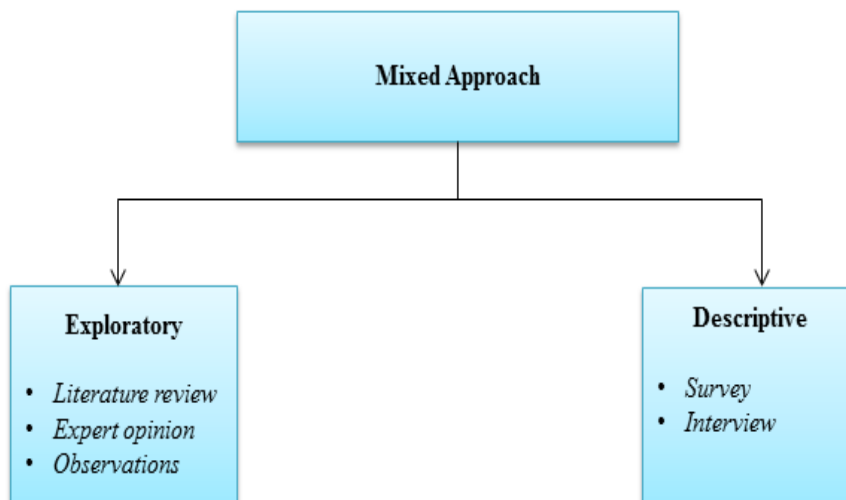 Mixed Approach
Exploratory
• Literature review
• Expert opinion
• Observations
Descriptive
• Survey
• Interview